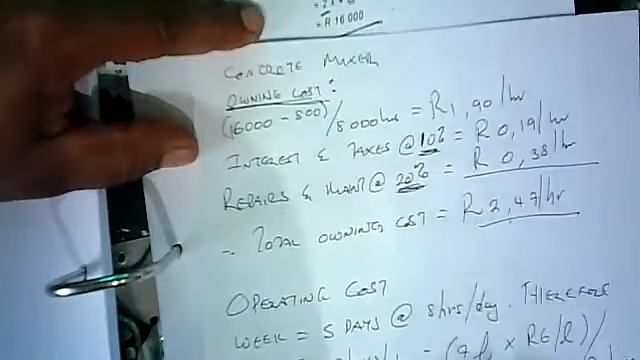 = R 16 000
CONCRETE MIXER
OWNING COST:
(16000 - 800)/8000hrs = R1,90/hr
INTEREST & TAXES @ 10% = R 0,19/hr
REPAIRS & MAINT @ 20% = R 0,38/hr
∴ TOTAL OWNING COST = R 2,47/hr
OPERATING COST
WEEK = 5 DAYS @ 8hrs/day. THEREFORE
= (9l × R6/l)/